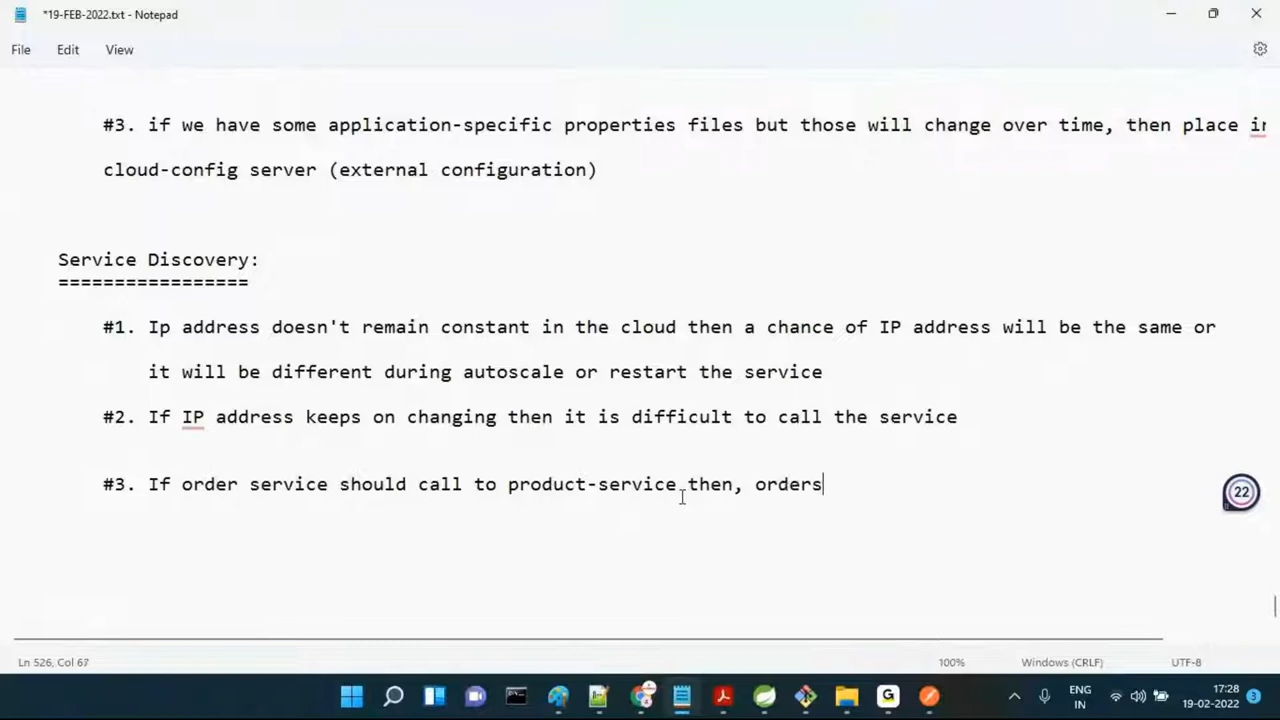 *19-FEB-2022.txt - Notepad
File Edit View
#3. if we have some application-specific properties files but those will change over time, then place in
cloud-config server (external configuration)
Service Discovery:
=================
#1. Ip address doesn't remain constant in the cloud then a chance of IP address will be the same or
it will be different during autoscale or restart the service
#2. If IP address keeps on changing then it is difficult to call the service
#3. If order service should call to product-service then, orders
22
Ln 526, Col 67 100% Windows (CRLF) UTF-8
ENG 17:28
IN 19-02-2022 3